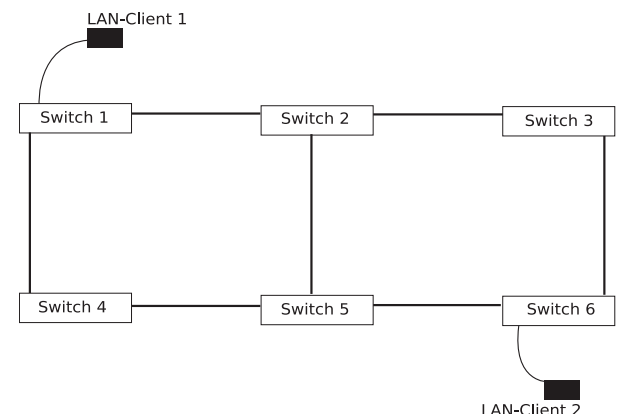 LAN-Client 1
Switch 1
Switch 2
Switch 3
Switch 4
Switch 5
Switch 6
LAN-Client 2